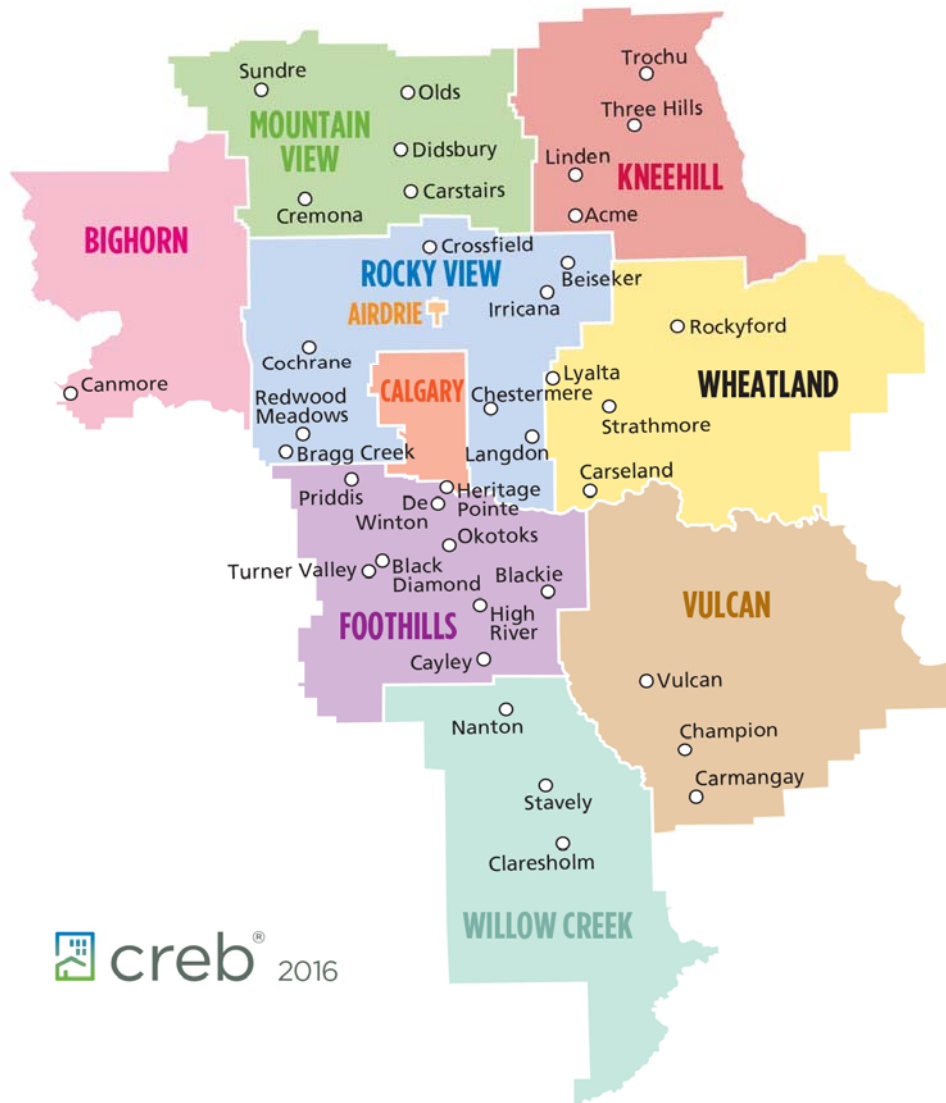 Sundre
Olds
MOUNTAIN
VIEW
Didsbury
Carstairs
Cremona
Trochu
Three Hills
Linden
KNEEHILL
Acme
BIGHORN
Canmore
Crossfield
ROCKY VIEW
Beiseker
Irricana
AIRDRIE
Cochrane
CALGARY
Chestermere
Redwood
Meadows
Bragg Creek
Langdon
Rockyford
Lyalta
WHEATLAND
Strathmore
Carseland
Priddis
Heritage
Pointe
De
Winton
Okotoks
Turner Valley
Black
Diamond
Blackie
FOOTHILLS
High
River
Cayley
VULCAN
Vulcan
Champion
Carmangay
Nanton
Stavely
Claresholm
WILLOW CREEK
creb® 2016